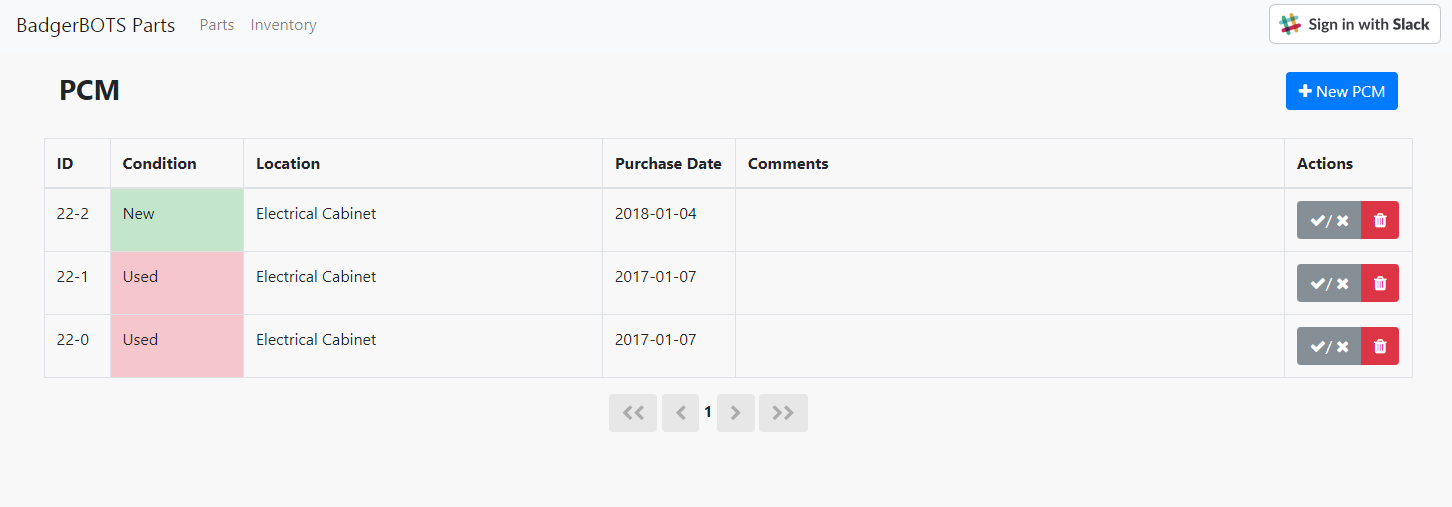 BadgerBOTS Parts Parts Inventory Sign in with Slack
PCM New PCM
ID Condition Location Purchase Date Comments Actions
22-2 New Electrical Cabinet 2018-01-04 /
22-1 Used Electrical Cabinet 2017-01-07 /
22-0 Used Electrical Cabinet 2017-01-07 /
1